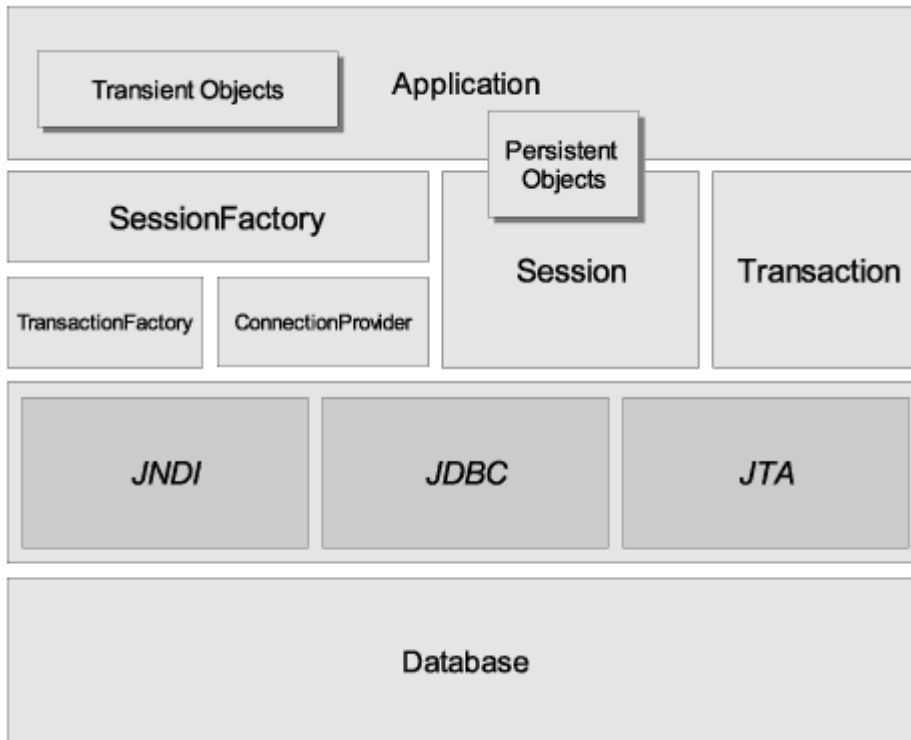 Transient Objects
Application
Persistent
Objects
SessionFactory
Session
Transaction
TransactionFactory
ConnectionProvider
JNDI
JDBC
JTA
Database